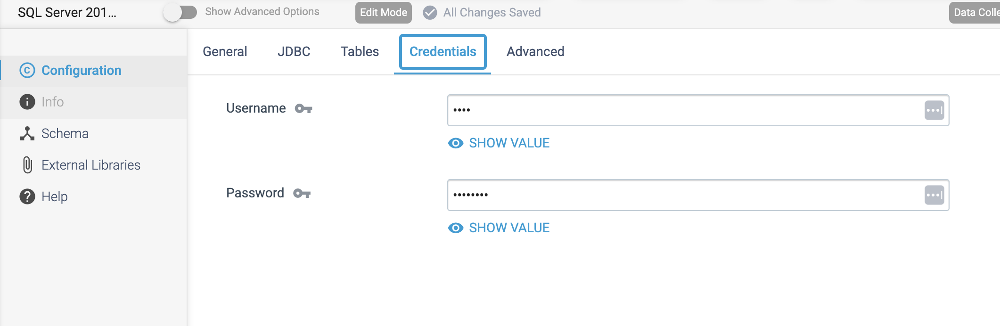 SQL Server 201...
Show Advanced Options
Edit Mode
All Changes Saved
Data Colle
General
JDBC
Tables
Credentials
Advanced
Configuration
Info
Schema
External Libraries
Help
Username
••••
SHOW VALUE
Password
••••••••
SHOW VALUE